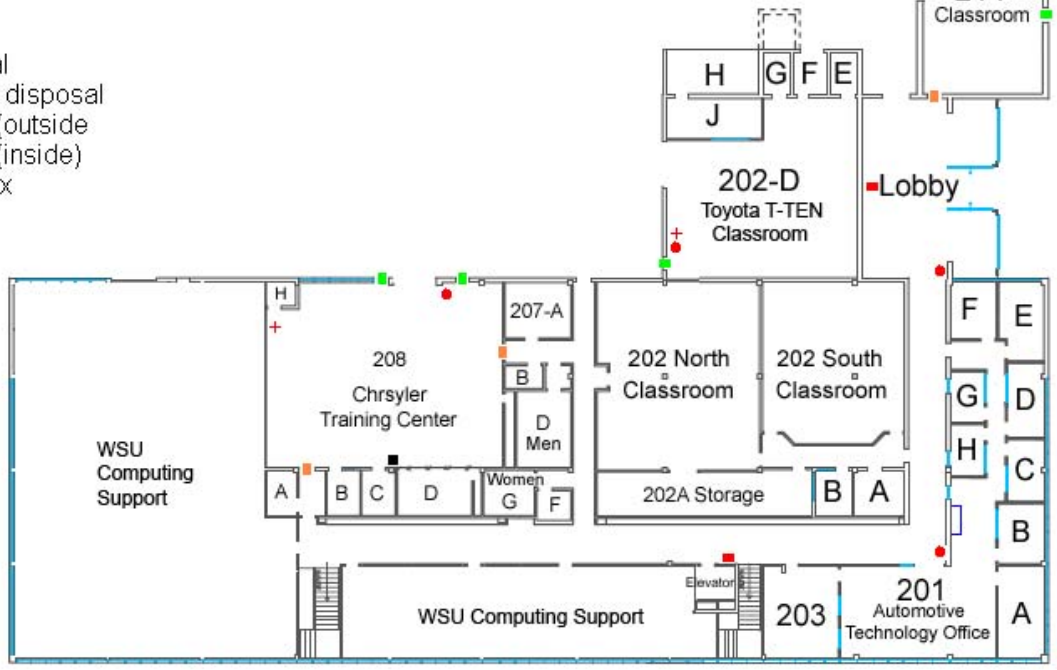 disposal
(outside
(inside)
Classroom
H
G
F
E
J
202-D
Toyota T-TEN
Classroom
Lobby
H
207-A
208
Chrsyler
Training Center
B
D
Men
202 North
Classroom
202 South
Classroom
F
E
G
D
H
C
B
A
WSU
Computing
Support
A
B
C
D
Women
G
F
202A Storage
B
A
WSU Computing Support
Elevator
203
201
Automotive
Technology Office